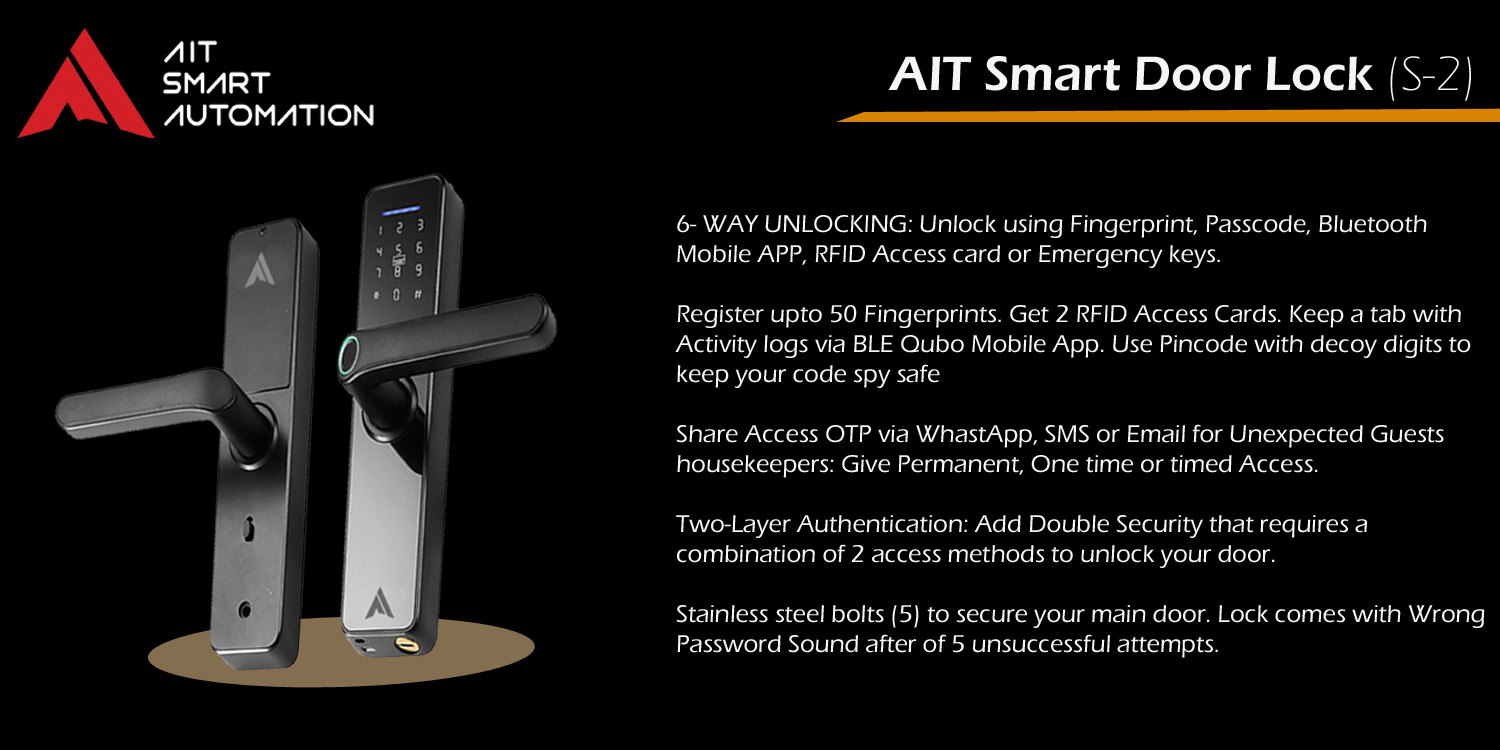 AIT
SMART
AUTOMATION
AIT Smart Door Lock (S-2)
6- WAY UNLOCKING: Unlock using Fingerprint, Passcode, Bluetooth
Mobile APP, RFID Access card or Emergency keys.
Register upto 50 Fingerprints. Get 2 RFID Access Cards. Keep a tab with
Activity logs via BLE Qubo Mobile App. Use Pincode with decoy digits to
keep your code spy safe
Share Access OTP via WhastApp, SMS or Email for Unexpected Guests
housekeepers: Give Permanent, One time or timed Access.
Two-Layer Authentication: Add Double Security that requires a
combination of 2 access methods to unlock your door.
Stainless steel bolts (5) to secure your main door. Lock comes with Wrong
Password Sound after of 5 unsuccessful attempts.
1 2 3
4 5 6
7 8 9
* 0 #